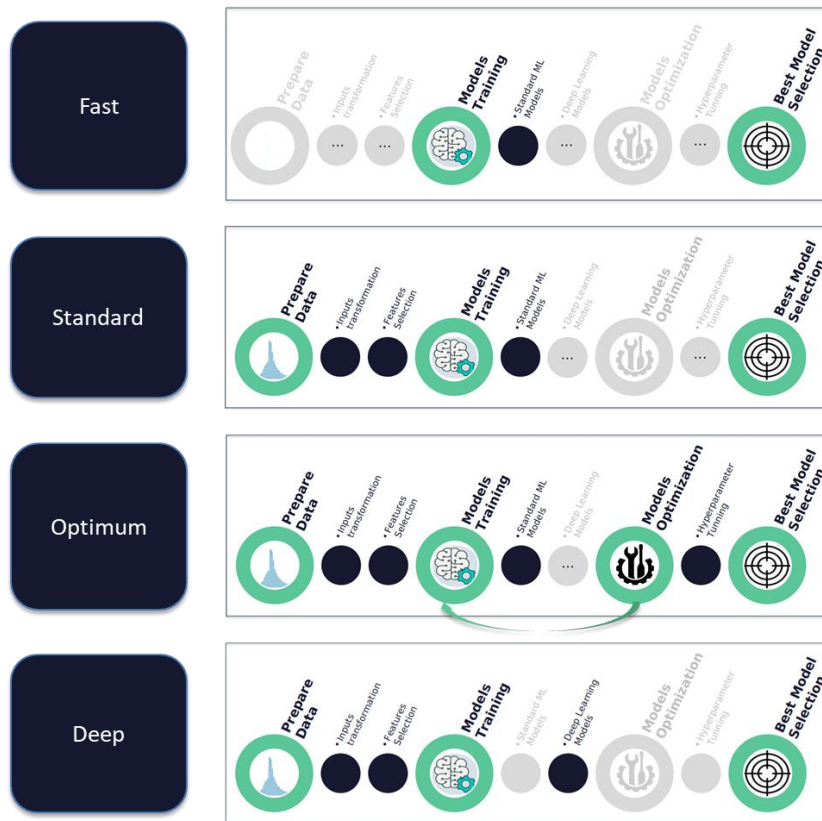 Fast
Prepare
Data
• Inputs
transformation
• Features
Selection
Models
Training
• Standard ML
Models
• Deep Learning
Models
Models
Optimization
• Hyperparameter
Tunning
Best Model
Selection
...
...
...
...
Standard
Prepare
Data
• Inputs
transformation
• Features
Selection
Models
Training
• Standard ML
Models
• Deep Learning
Models
Models
Optimization
• Hyperparameter
Tunning
Best Model
Selection
...
...
Optimum
Prepare
Data
• Inputs
transformation
• Features
Selection
Models
Training
• Standard ML
Models
• Deep Learning
Models
Models
Optimization
• Hyperparameter
Tunning
Best Model
Selection
...
Deep
Prepare
Data
• Inputs
transformation
• Features
Selection
Models
Training
• Standard ML
Models
• Deep Learning
Models
Models
Optimization
• Hyperparameter
Tunning
Best Model
Selection